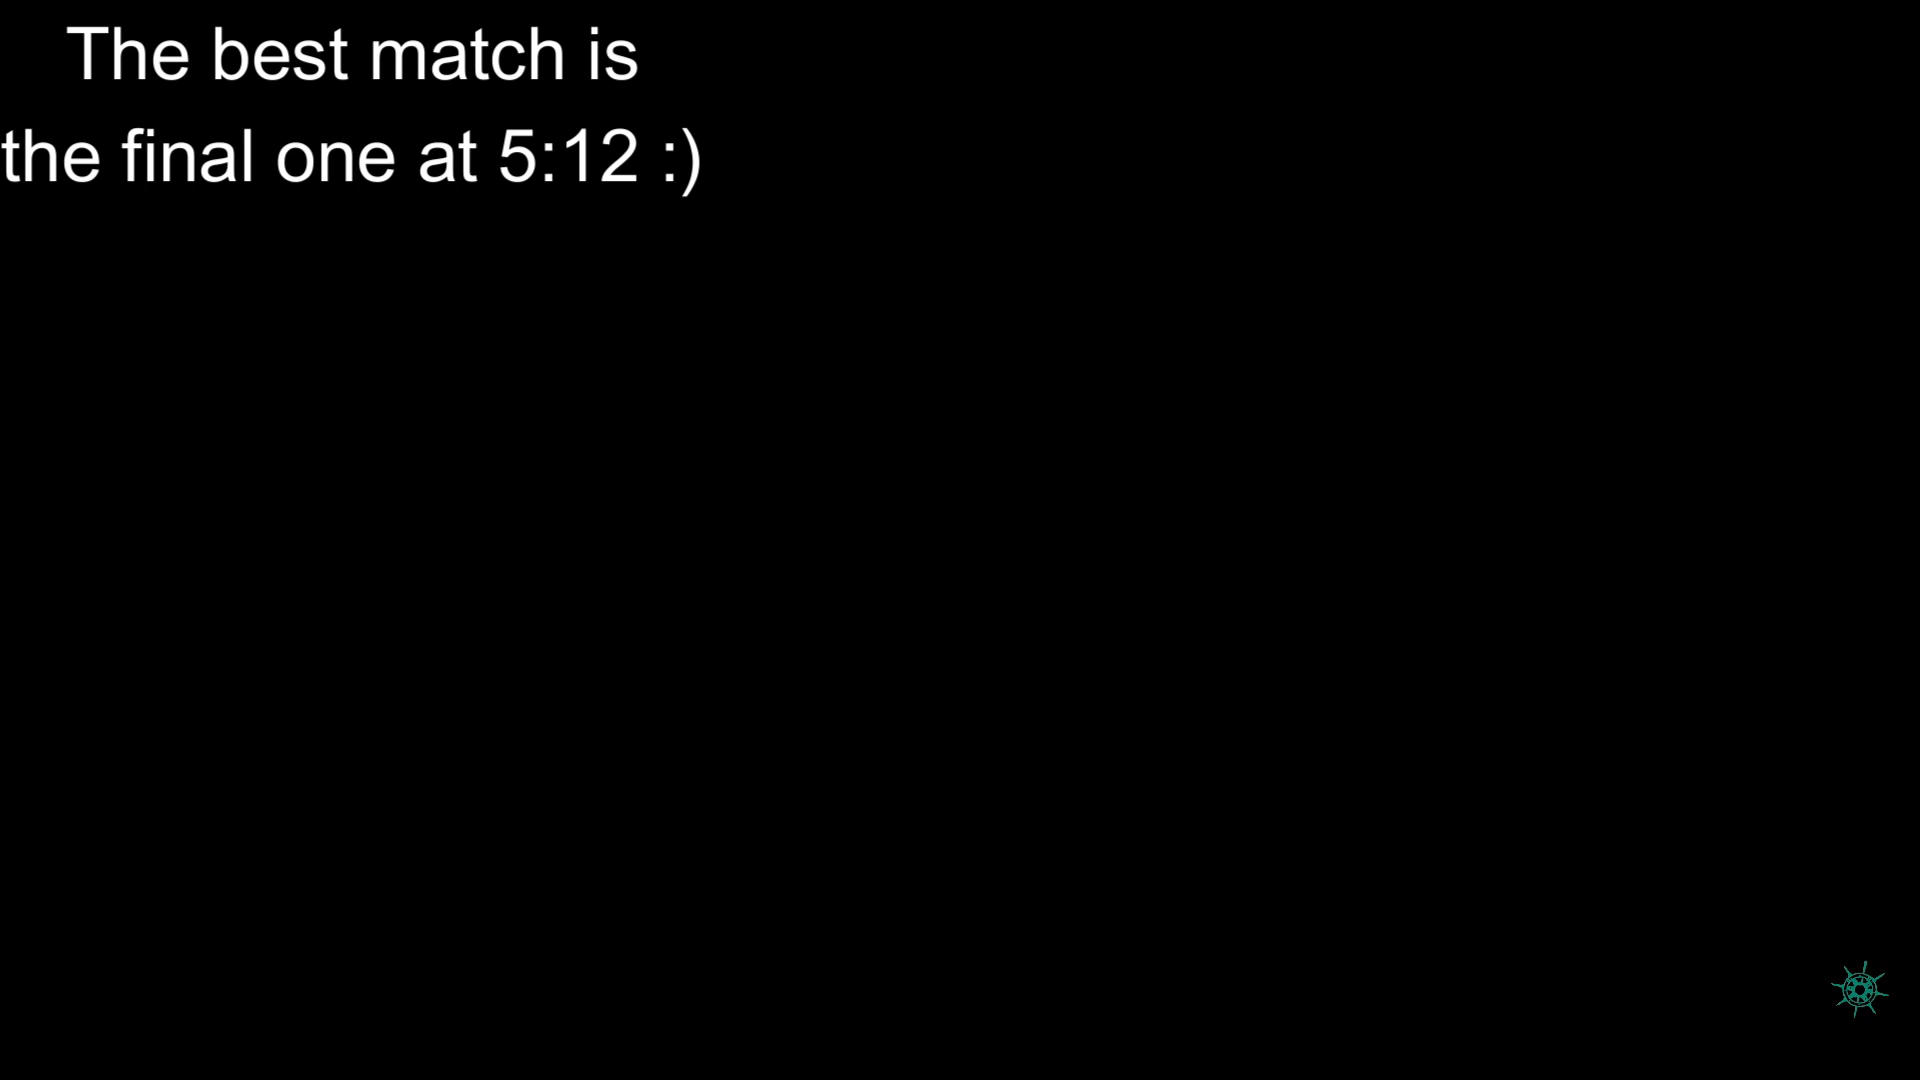 The best match is
the final one at 5:12 :)